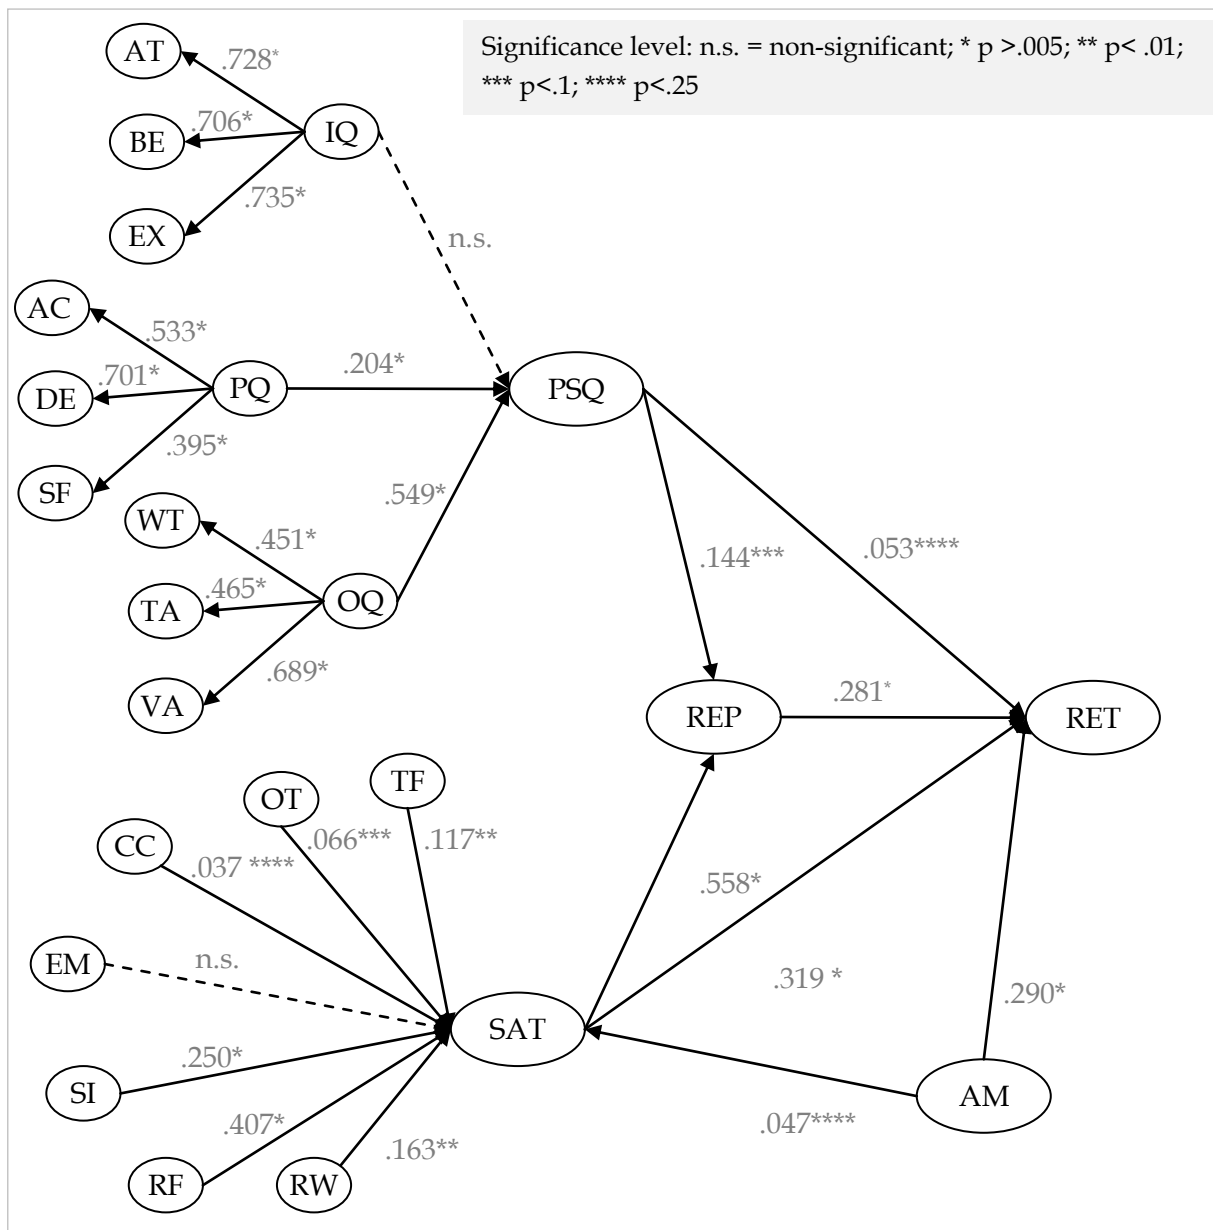 Significance level: n.s. = non-significant; * p >.005; ** p< .01;
*** p<.1; **** p<.25
AT
.728*
BE
.706*
IQ
EX
.735*
n.s.
AC
.533*
DE
.701*
PQ
.204*
PSQ
SF
.395*
WT
.451*
.549*
TA
.465*
OQ
.144***
.053****
VA
.689*
REP
.281*
RET
TF
OT
CC
.037 ****
.066***
.117**
.558*
EM
n.s.
SAT
.319 *
.290*
SI
.250*
AM
.407*
.163**
.047****
RF
RW